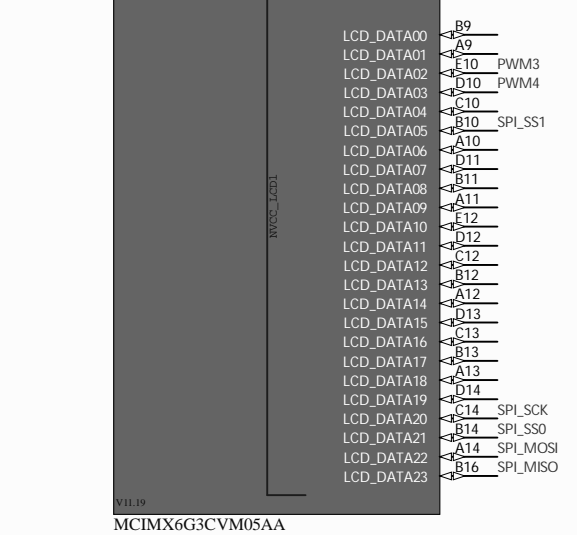 LCD_DATA00 B9
LCD_DATA01 A9
LCD_DATA02 E10 PWM3
LCD_DATA03 D10 PWM4
LCD_DATA04 C10
LCD_DATA05 B10 SPI_SS1
LCD_DATA06 A10
LCD_DATA07 D11
LCD_DATA08 B11
LCD_DATA09 A11
LCD_DATA10 E12
LCD_DATA11 D12
LCD_DATA12 C12
LCD_DATA13 B12
LCD_DATA14 A12
LCD_DATA15 D13
LCD_DATA16 C13
LCD_DATA17 B13
LCD_DATA18 A13
LCD_DATA19 D14
LCD_DATA20 C14 SPI_SCK
LCD_DATA21 B14 SPI_SS0
LCD_DATA22 A14 SPI_MOSI
LCD_DATA23 B16 SPI_MISO
NVCC_LCD1
V11.19
MCIMX6G3CVM05AA